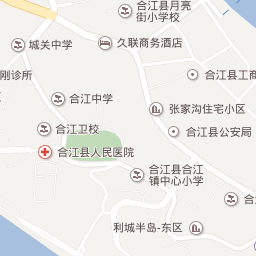 合江县月亮
街小学校
城关中学
久联商务酒店
刚诊所
合江县工商
合江中学
张家沟住宅小区
合江卫校
合江县公安局
合江县人民医院
合江县合江
镇中心小学
利城半岛-东区